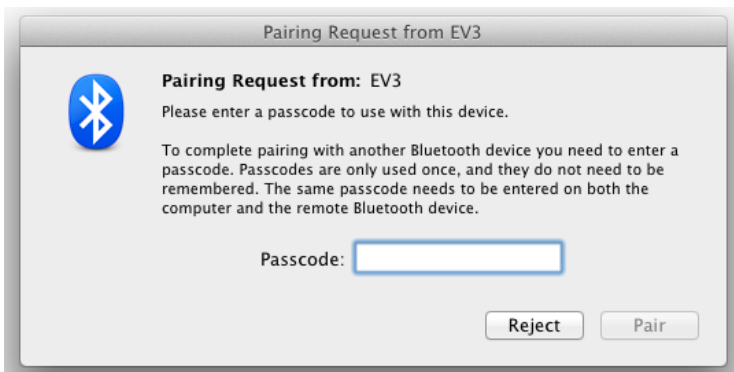 Pairing Request from EV3
Pairing Request from: EV3
Please enter a passcode to use with this device.
To complete pairing with another Bluetooth device you need to enter a
passcode. Passcodes are only used once, and they do not need to be
remembered. The same passcode needs to be entered on both the
computer and the remote Bluetooth device.
Passcode:
Reject
Pair